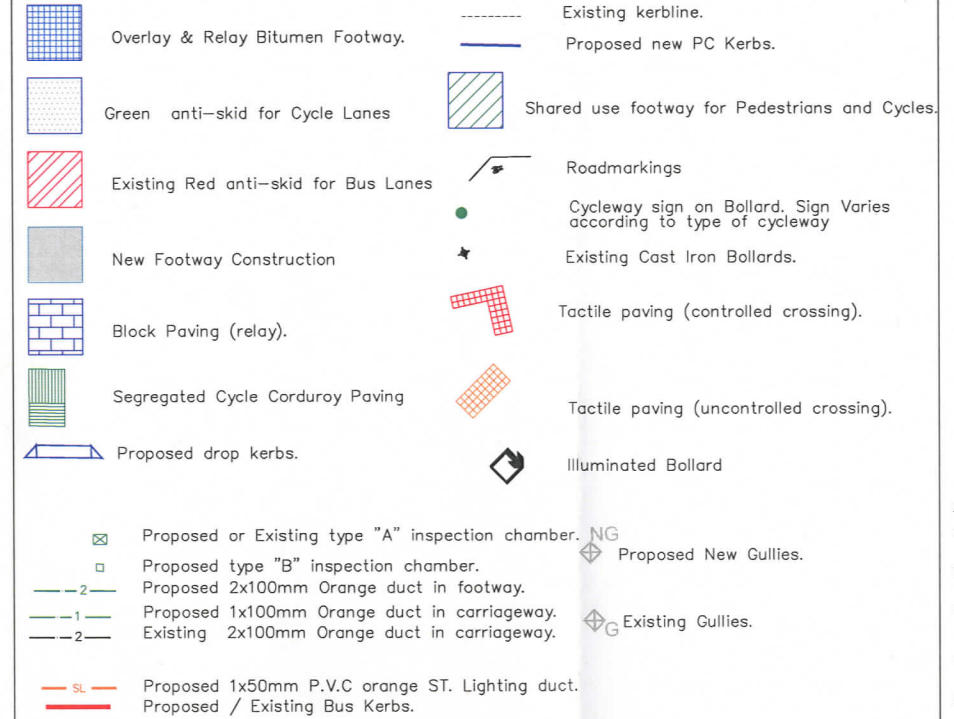 Overlay & Relay Bitumen Footway.
Green anti-skid for Cycle Lanes
Existing Red anti-skid for Bus Lanes
New Footway Construction
Block Paving (relay).
Segregated Cycle Corduroy Paving
Proposed drop kerbs.
Existing kerbline.
Proposed new PC Kerbs.
Shared use footway for Pedestrians and Cycles.
Roadmarkings
Cycleway sign on Bollard. Sign Varies
according to type of cycleway
Existing Cast Iron Bollards.
Tactile paving (controlled crossing).
Tactile paving (uncontrolled crossing).
Illuminated Bollard
Proposed or Existing type "A" inspection chamber.
Proposed type "B" inspection chamber.
2 Proposed 2x100mm Orange duct in footway.
1 Proposed 1x100mm Orange duct in carriageway.
2 Existing 2x100mm Orange duct in carriageway.
SL Proposed 1x50mm P.V.C orange ST. Lighting duct.
Proposed / Existing Bus Kerbs.
NG
Proposed New Gullies.
G Existing Gullies.